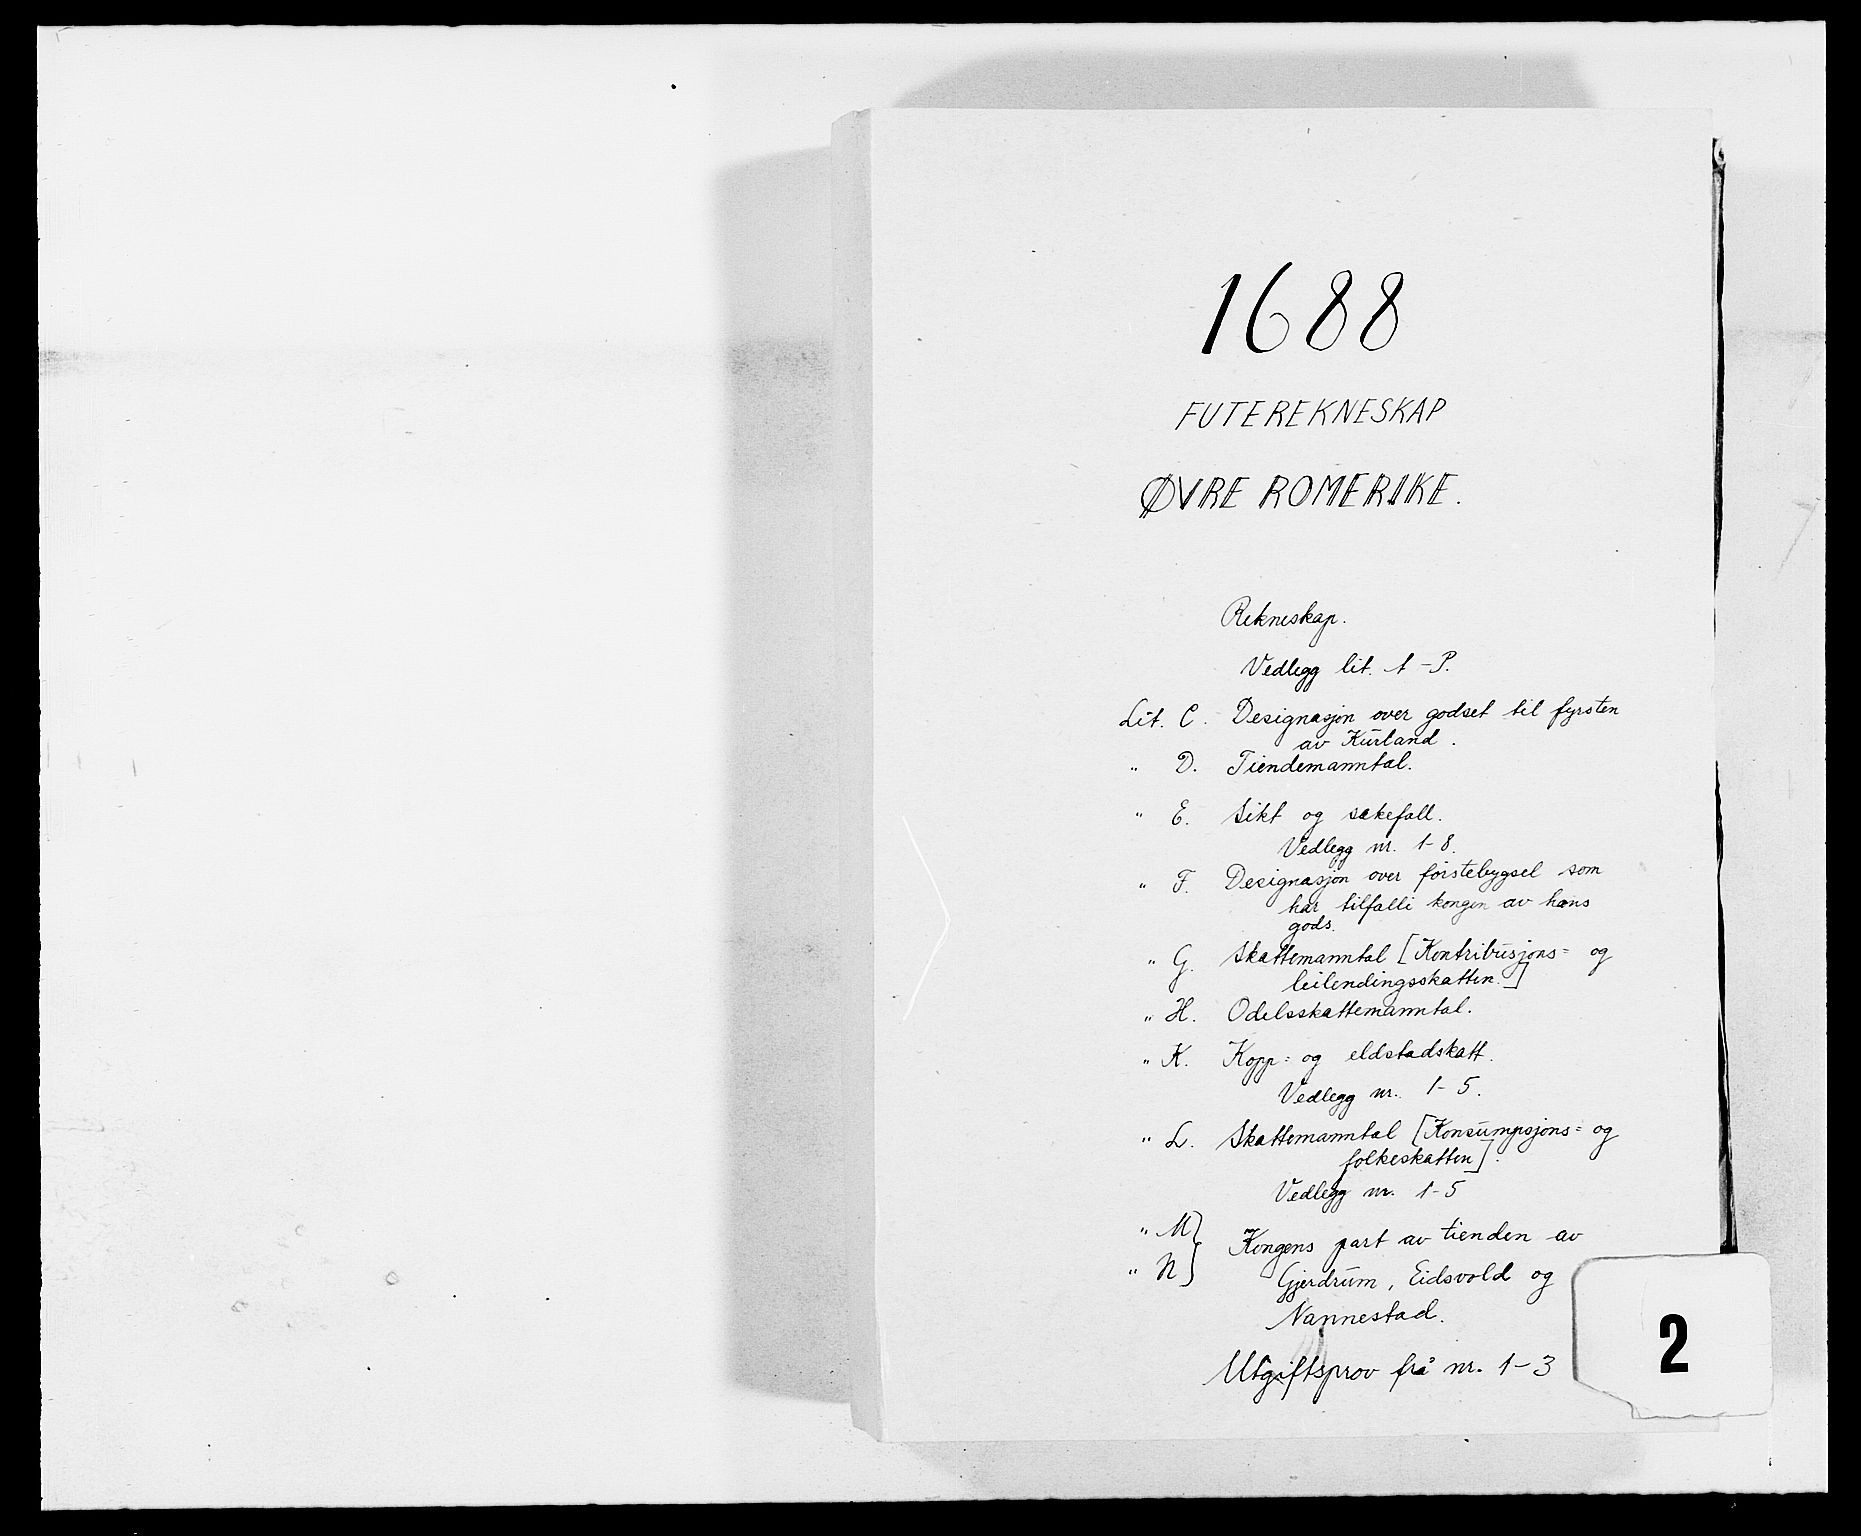 1688
FUTEREKNESKAP
ØVRE ROMERIKE.
Rekneskap.
Vedlegg lit. A-P.
Lit. C. Designasjon over godset til fyrsten
av Kurland.
" D. Tiendemanntal.
" E. Sikt og sakefall.
Vedlegg nr. 1-8.
" F. Designasjon over førstebygsel som
har tilfalli kongen av hans
gods.
" G. Skattemanntal [Kontribusjons= og
leilendingsskatten.]
" H. Odelsskattemanntal.
" K. Kopp= og eldstadskatt.
Vedlegg nr. 1-5.
" L. Skattemanntal [Konsumpsjons= og
folkeskatten].
Vedlegg nr. 1-5
" M}
" N} Kongens part av tienden av
Gjerdrum, Eidsvold og
Nannestad.
Utgiftsprov frå nr. 1-3
2